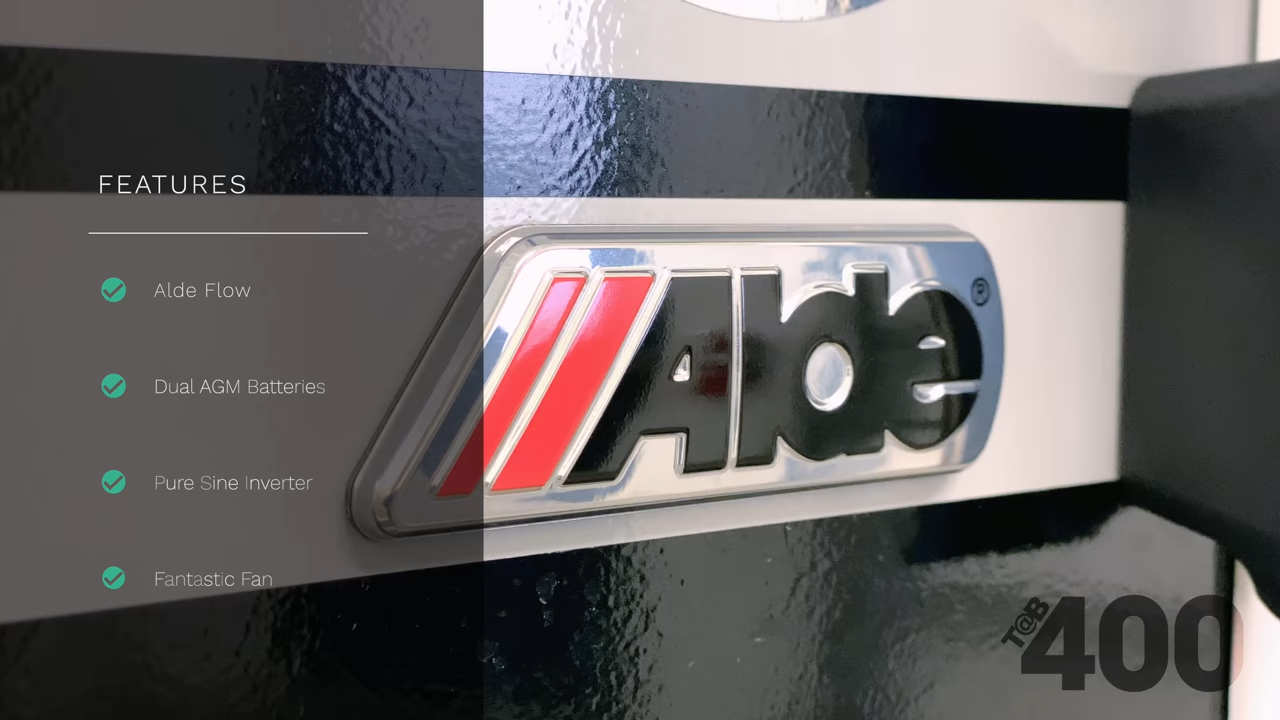 FEATURES
Alde Flow
Dual AGM Batteries
Pure Sine Inverter
Fantastic Fan
Alde®
T@B
400